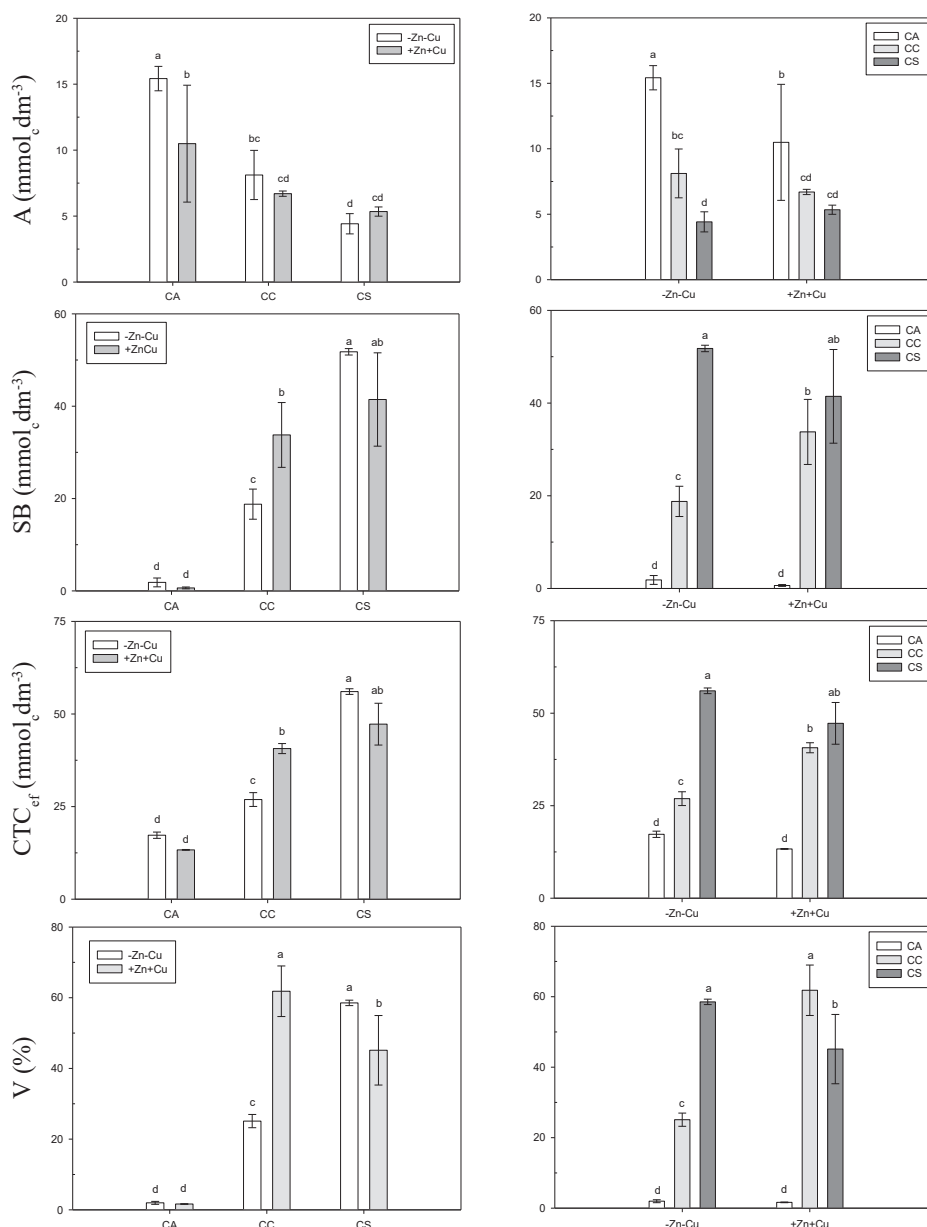 A (mmol_c dm^-3)
20
15
10
5
0
-Zn-Cu
+Zn+Cu
a
b
bc
cd
d
cd
CA CC CS
20
15
10
5
0
CA
CC
CS
a
b
bc
cd
d
cd
-Zn-Cu +Zn+Cu
SB (mmol_c dm^-3)
60
40
20
0
-Zn-Cu
+ZnCu
a ab
b
c
d d
CA CC CS
60
40
20
0
CA
CC
CS
a
ab
b
c
d d
-Zn-Cu +Zn+Cu
CTC_ef (mmol_c dm^-3)
75
50
25
0
-Zn-Cu
+Zn+Cu
a
ab
b
c
d d
CA CC CS
75
50
25
0
CA
CC
CS
a
ab
b
c
d d
-Zn-Cu +Zn+Cu
V (%)
80
60
40
20
0
-Zn-Cu
+Zn+Cu
a
a
b
c
d d
CA CC CS
80
60
40
20
0
CA
CC
CS
a
a
b
c
d d
-Zn-Cu +Zn+Cu